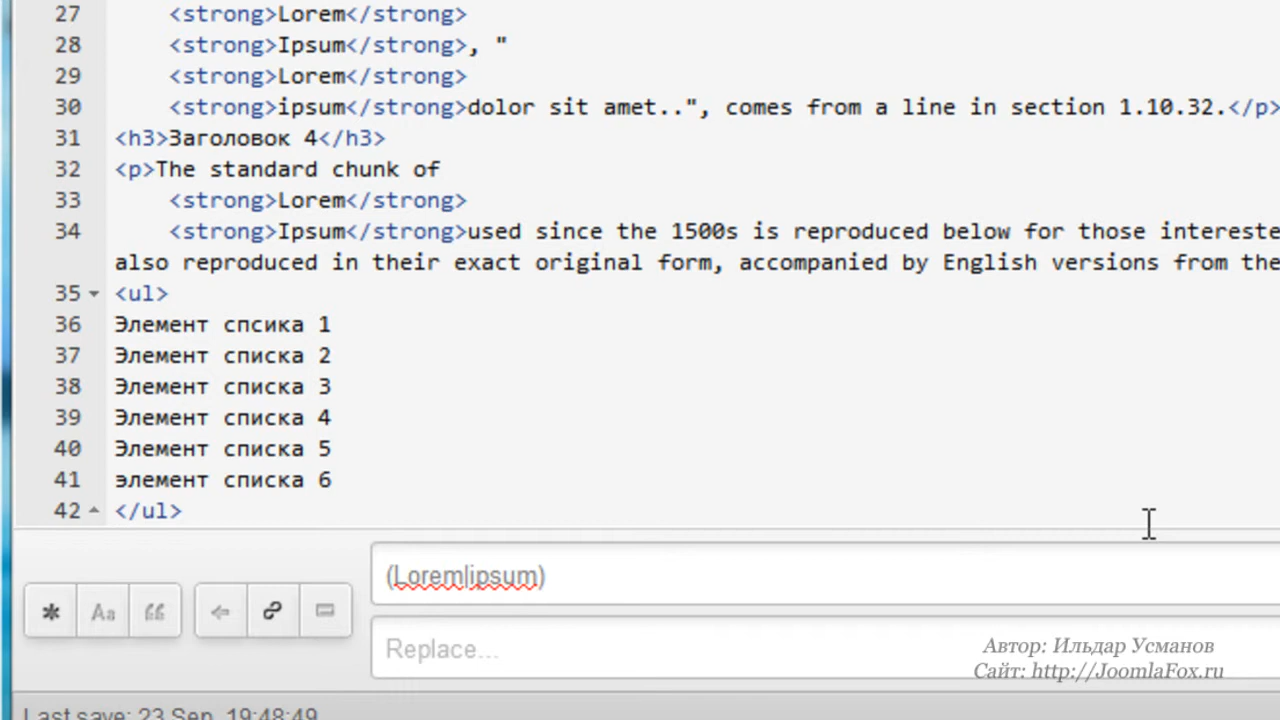 27 <strong>Lorem</strong>
28 <strong>Ipsum</strong>, "
29 <strong>Lorem</strong>
30 <strong>ipsum</strong>dolor sit amet..", comes from a line in section 1.10.32.</p>
31 <h3>Заголовок 4</h3>
32 <p>The standard chunk of
33 <strong>Lorem</strong>
34 <strong>Ipsum</strong>used since the 1500s is reproduced below for those intereste
also reproduced in their exact original form, accompanied by English versions from the
35 <ul>
36 Элемент спсика 1
37 Элемент списка 2
38 Элемент списка 3
39 Элемент списка 4
40 Элемент списка 5
41 элемент списка 6
42 </ul>
(Lorem|ipsum)
Aa
Replace...
Автор: Ильдар Усманов
Сайт: http://JoomlaFox.ru
Last save: 23 Sep, 19:48:49